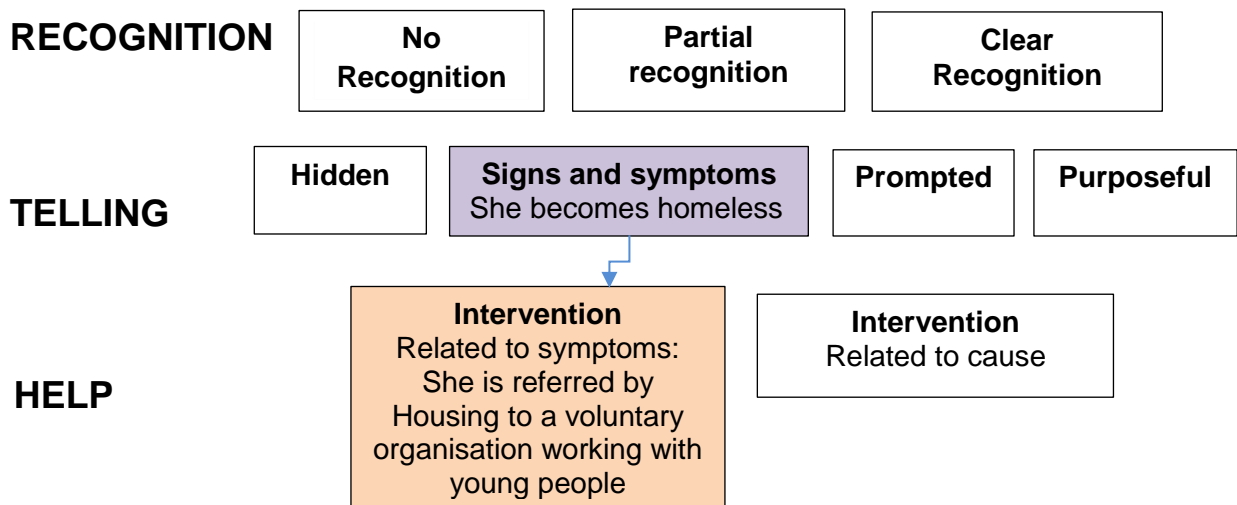 RECOGNITION
No
Recognition
Partial
recognition
Clear
Recognition
TELLING
Hidden
Signs and symptoms
She becomes homeless
Prompted
Purposeful
HELP
Intervention
Related to symptoms:
She is referred by
Housing to a voluntary
organisation working with
young people
Intervention
Related to cause